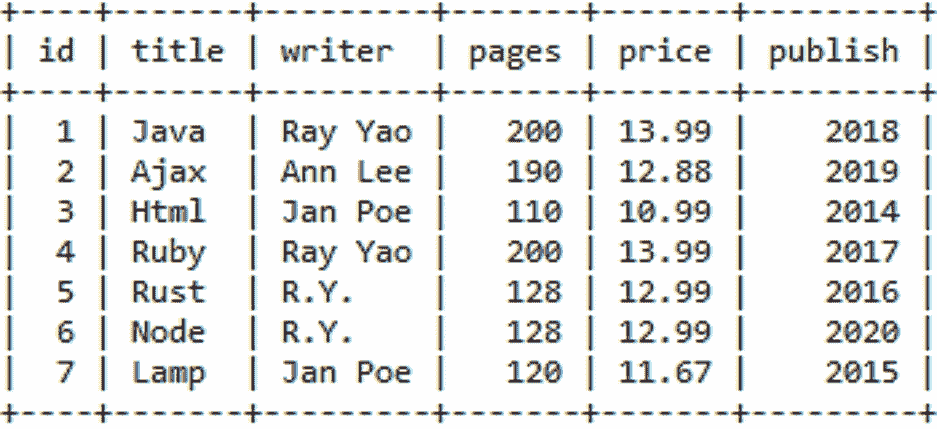 +----+-------+---------+-------+-------+---------+
| id | title | writer  | pages | price | publish |
+----+-------+---------+-------+-------+---------+
|  1 | Java  | Ray Yao |   200 | 13.99 |    2018 |
|  2 | Ajax  | Ann Lee |   190 | 12.88 |    2019 |
|  3 | Html  | Jan Poe |   110 | 10.99 |    2014 |
|  4 | Ruby  | Ray Yao |   200 | 13.99 |    2017 |
|  5 | Rust  | R.Y.    |   128 | 12.99 |    2016 |
|  6 | Node  | R.Y.    |   128 | 12.99 |    2020 |
|  7 | Lamp  | Jan Poe |   120 | 11.67 |    2015 |
+----+-------+---------+-------+-------+---------+